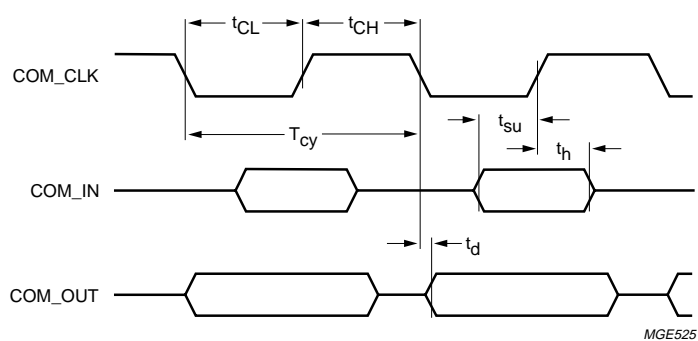 tCL
tCH
COM_CLK
tsu
Tcy
th
COM_IN
td
COM_OUT
MGE525